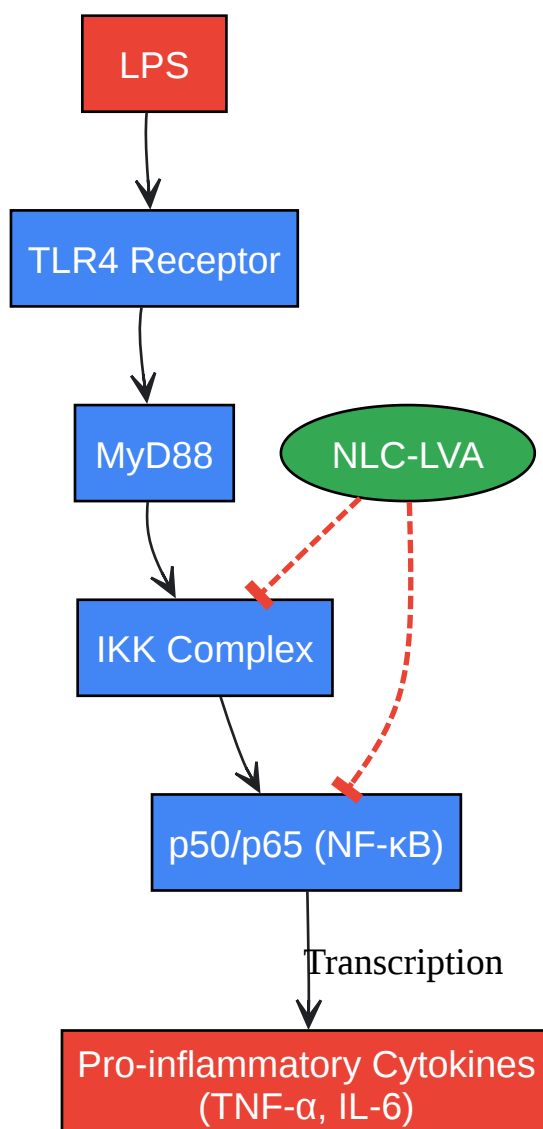 LPS
TLR4 Receptor
MyD88
NLC-LVA
IKK Complex
p50/p65 (NF-κB)
Transcription
Pro-inflammatory Cytokines
(TNF-α, IL-6)